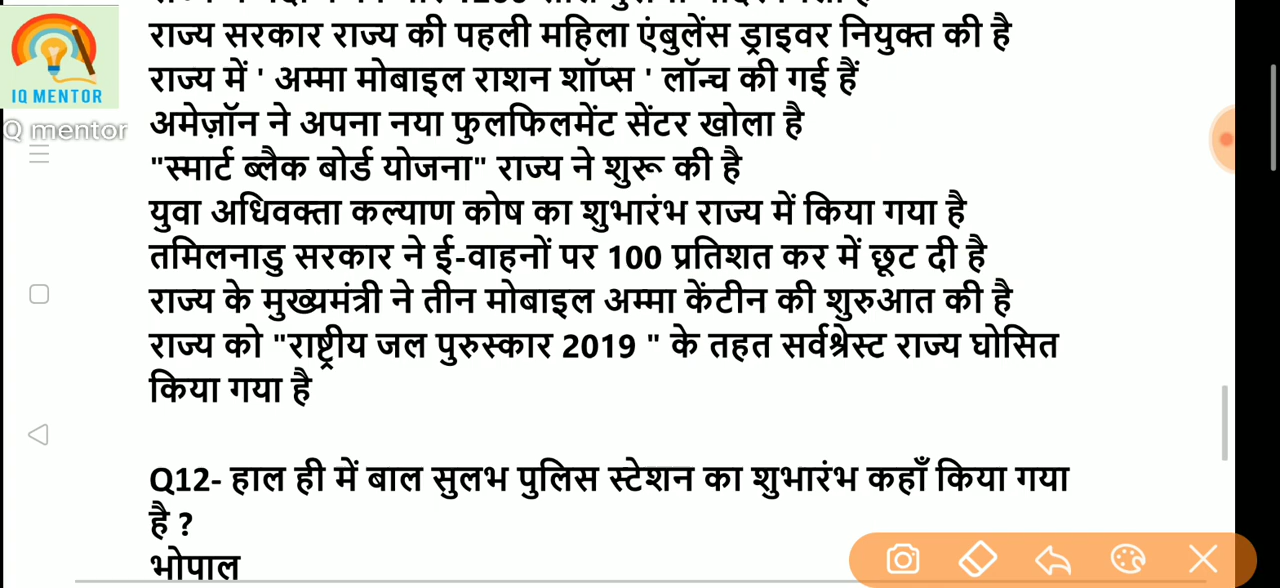 राज्य सरकार राज्य की पहली महिला एंबुलेंस ड्राइवर नियुक्त की है
IQ MENTOR
राज्य में ' अम्मा मोबाइल राशन शॉप्स ' लॉन्च की गई हैं
Q mentor
अमेज़ॉन ने अपना नया फुलफिलमेंट सेंटर खोला है
"स्मार्ट ब्लैक बोर्ड योजना" राज्य ने शुरू की है
युवा अधिवक्ता कल्याण कोष का शुभारंभ राज्य में किया गया है
तमिलनाडु सरकार ने ई-वाहनों पर 100 प्रतिशत कर में छूट दी है
राज्य के मुख्यमंत्री ने तीन मोबाइल अम्मा केंटीन की शुरुआत की है
राज्य को "राष्ट्रीय जल पुरुस्कार 2019 " के तहत सर्वश्रेस्ट राज्य घोसित
किया गया है
Q12- हाल ही में बाल सुलभ पुलिस स्टेशन का शुभारंभ कहाँ किया गया
है ?
भोपाल